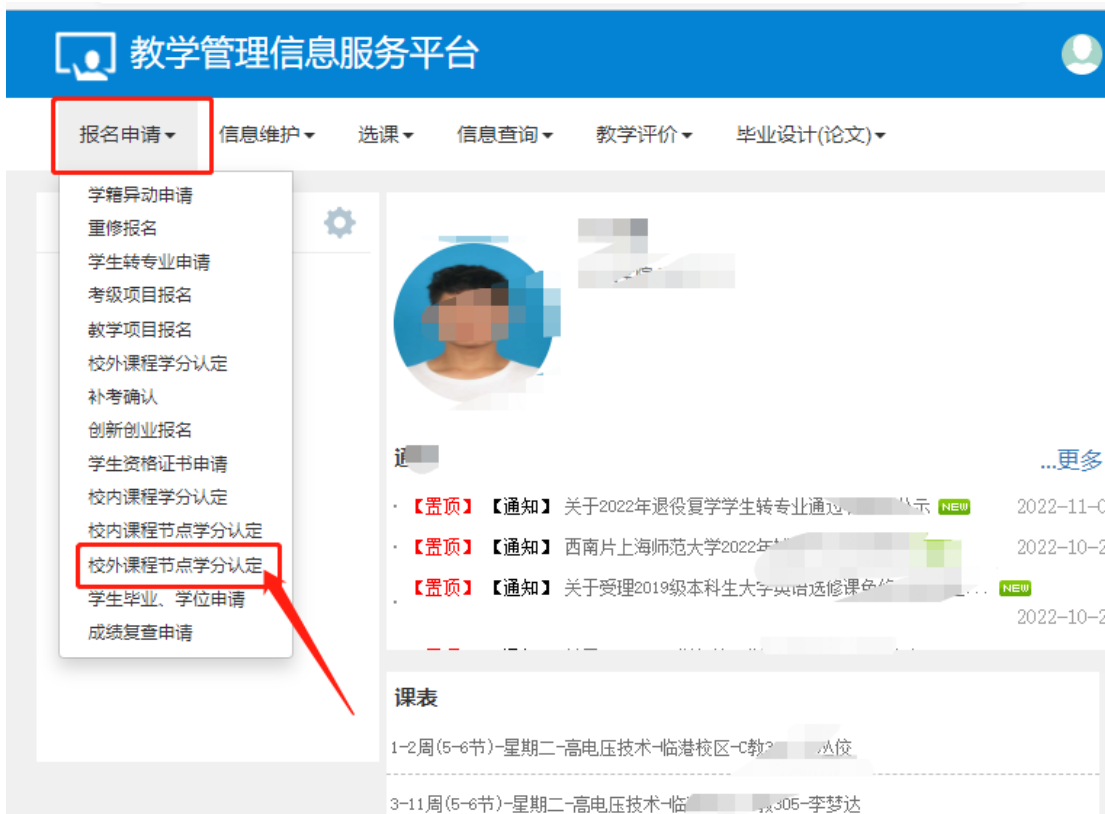 教学管理信息服务平台
报名申请 信息维护 选课 信息查询 教学评价 毕业设计(论文)
学籍异动申请
重修报名
学生转专业申请
考级项目报名
教学项目报名
校外课程学分认定
补考确认
创新创业报名
学生资格证书申请
校内课程学分认定
校内课程节点学分认定
校外课程节点学分认定
学生毕业、学位申请
成绩复查申请
...更多
· 【置顶】【通知】关于2022年退役复学学生转专业通过 示 NEW 2022-11-0
· 【置顶】【通知】西南片上海师范大学2022年 2022-10-2
· 【置顶】【通知】关于受理2019级本科生大学英语选修课免修 ... NEW
2022-10-2
课表
1-2周(5-6节)-星期二-高电压技术-临港校区-C教 俊
3-11周(5-6节)-星期二-高电压技术-临 305-李梦达